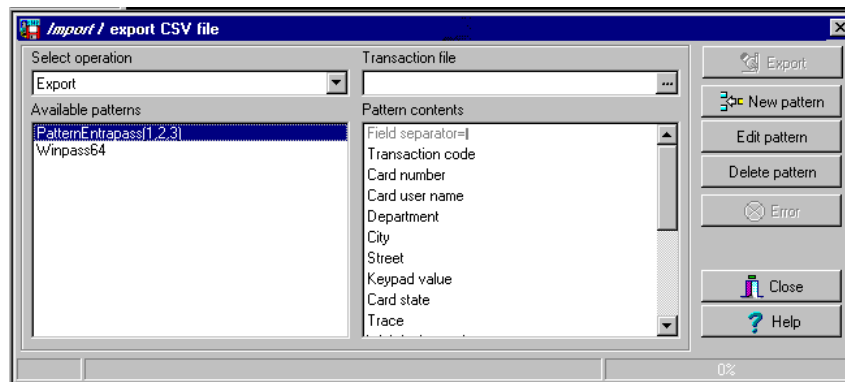 Import / export CSV file
Select operation
Export
Transaction file
...
Available patterns
PatternEntrapass(1,2,3)
Winpass64
Pattern contents
Field separator=|
Transaction code
Card number
Card user name
Department
City
Street
Keypad value
Card state
Trace
Export
New pattern
Edit pattern
Delete pattern
Error
Close
Help
0%